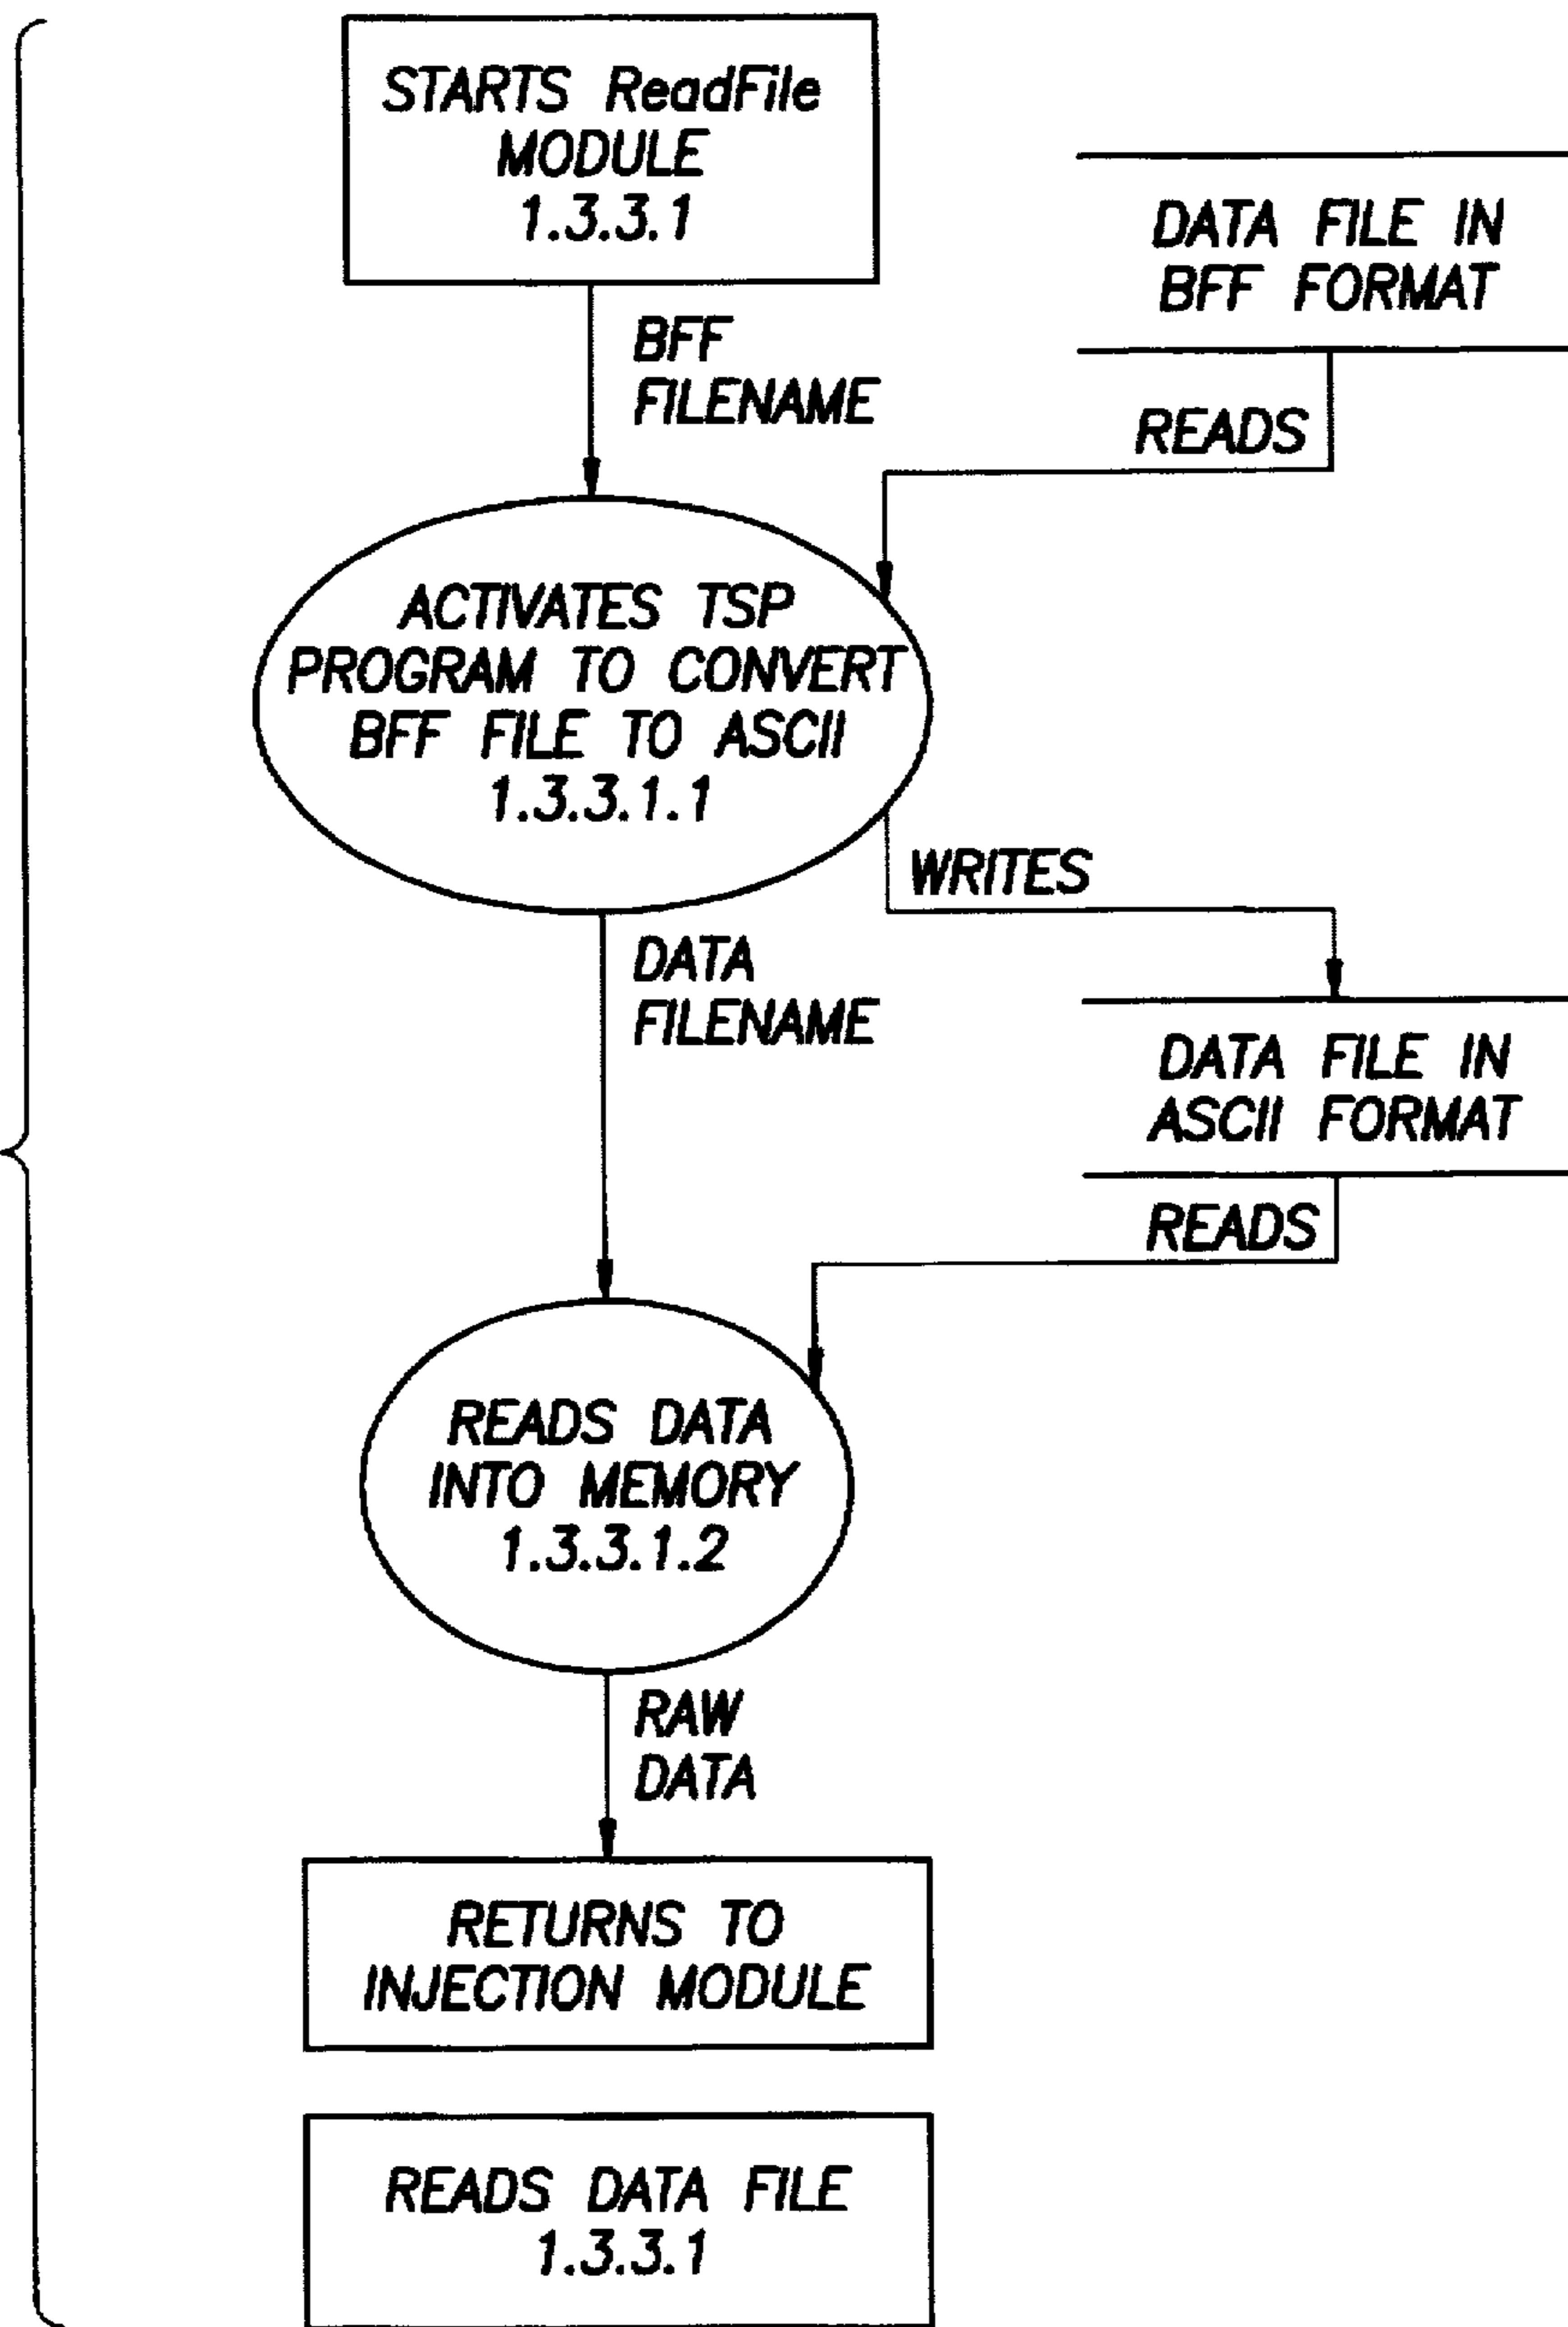 STARTS ReadFile
MODULE
1.3.3.1
DATA FILE IN
BFF FORMAT
BFF
FILENAME
READS
ACTIVATES TSP
PROGRAM TO CONVERT
BFF FILE TO ASCII
1.3.3.1.1
WRITES
DATA
FILENAME
DATA FILE IN
ASCII FORMAT
READS
READS DATA
INTO MEMORY
1.3.3.1.2
RAW
DATA
RETURNS TO
INJECTION MODULE
READS DATA FILE
1.3.3.1